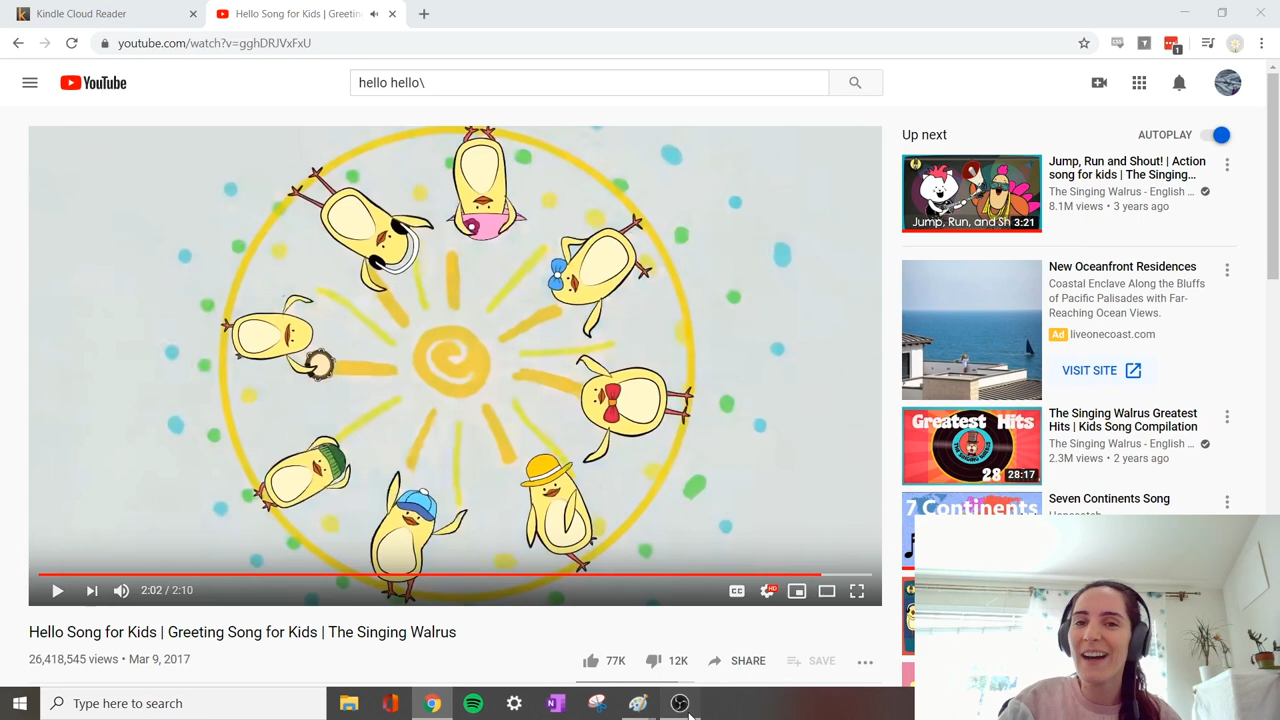 Kindle Cloud Reader
Hello Song for Kids | Greetin
youtube.com/watch?v=gghDRJVxFxU
1
YouTube
hello hello\
Up next
AUTOPLAY
Jump, Run and Shout! | Action
song for kids | The Singing...
The Singing Walrus - English ...
8.1M views • 3 years ago
Jump, Run, and Sh
3:21
New Oceanfront Residences
Coastal Enclave Along the Bluffs
of Pacific Palisades with Far-
Reaching Ocean Views.
Ad liveonecoast.com
VISIT SITE
Greatest Hits
28
28:17
The Singing Walrus Greatest
Hits | Kids Song Compilation
The Singing Walrus - English ...
2.3M views • 2 years ago
7 Continents
Seven Continents Song
2:02 / 2:10
CC
HD
Hello Song for Kids | Greeting Song for Kids | The Singing Walrus
26,418,545 views • Mar 9, 2017
77K
12K
SHARE
SAVE
Type here to search